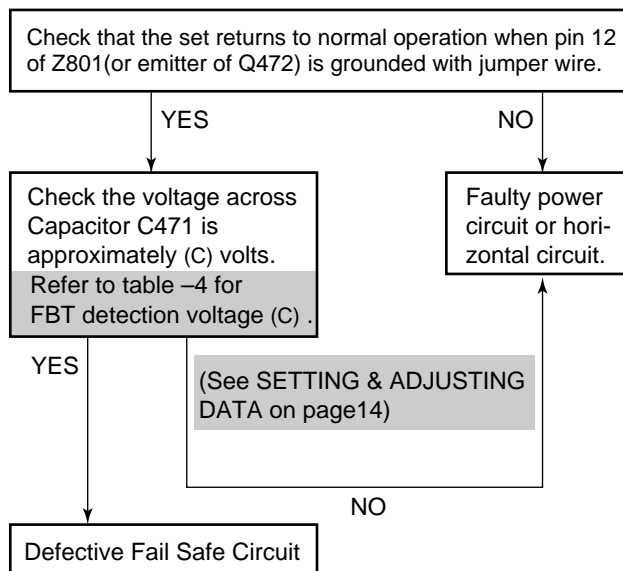 Check that the set returns to normal operation when pin 12
of Z801(or emitter of Q472) is grounded with jumper wire.
YES
NO
Check the voltage across
Capacitor C471 is
approximately (C) volts.
Refer to table –4 for
FBT detection voltage (C) .
Faulty power
circuit or hori-
zontal circuit.
YES
(See SETTING & ADJUSTING
DATA on page14)
NO
Defective Fail Safe Circuit